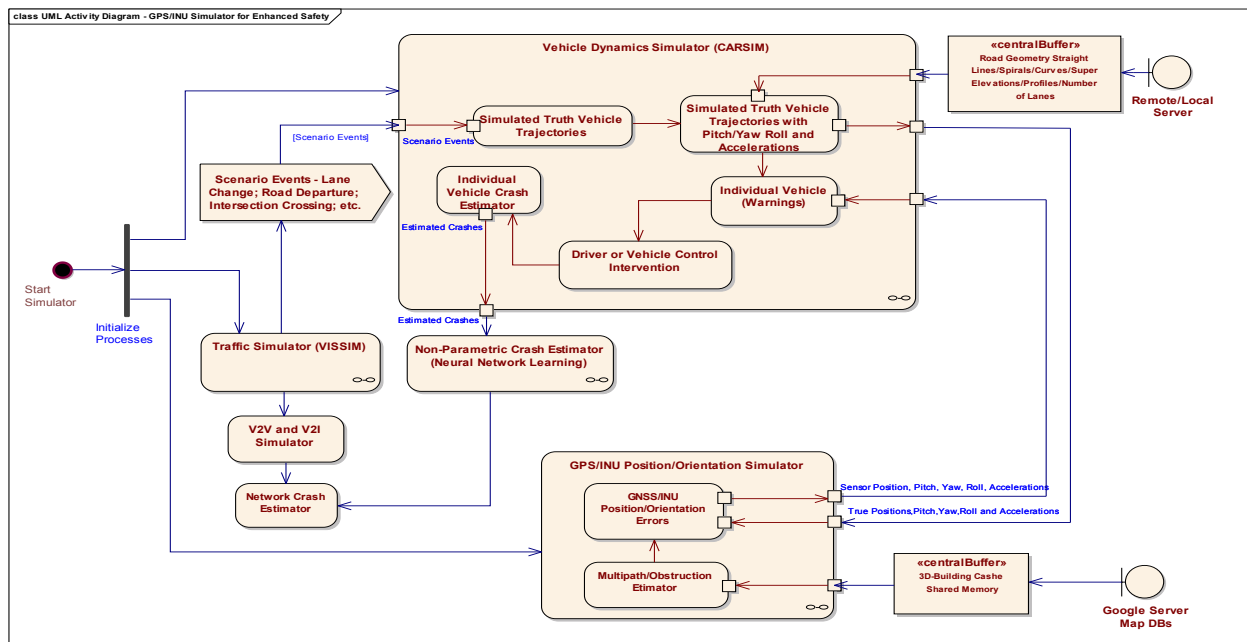 class UML Activity Diagram - GPS/INU Simulator for Enhanced Safety
Vehicle Dynamics Simulator (CARSIM)
«centralBuffer»
Road Geometry Straight
Lines/Spirals/Curves/Super
Elevations/Profiles/Number
of Lanes
Remote/Local
Server
[Scenario Events]
Scenario Events
Simulated Truth Vehicle
Trajectories
Simulated Truth Vehicle
Trajectories with
Pitch/Yaw Roll and
Accelerations
Scenario Events - Lane
Change; Road Departure;
Intersection Crossing; etc.
Individual
Vehicle Crash
Estimator
Individual Vehicle
(Warnings)
Estimated Crashes
Driver or Vehicle Control
Intervention
Start
Simulator
Initialize
Processes
Estimated Crashes
Traffic Simulator (VISSIM)
Non-Parametric Crash Estimator
(Neural Network Learning)
V2V and V2I
Simulator
Network Crash
Estimator
GPS/INU Position/Orientation Simulator
GNSS/INU
Position/Orientation
Errors
Sensor Position, Pitch, Yaw, Roll, Accelerations
True Positions,Pitch,Yaw,Roll and Accelerations
Multipath/Obstruction
Etimator
«centralBuffer»
3D-Building Cashe
Shared Memory
Google Server
Map DBs